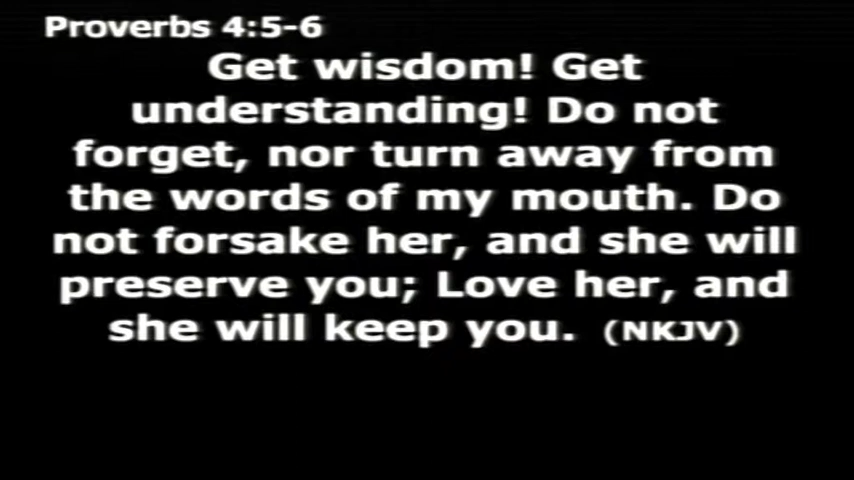 Proverbs 4:5-6
Get wisdom! Get
understanding! Do not
forget, nor turn away from
the words of my mouth. Do
not forsake her, and she will
preserve you; Love her, and
she will keep you. (NKJV)